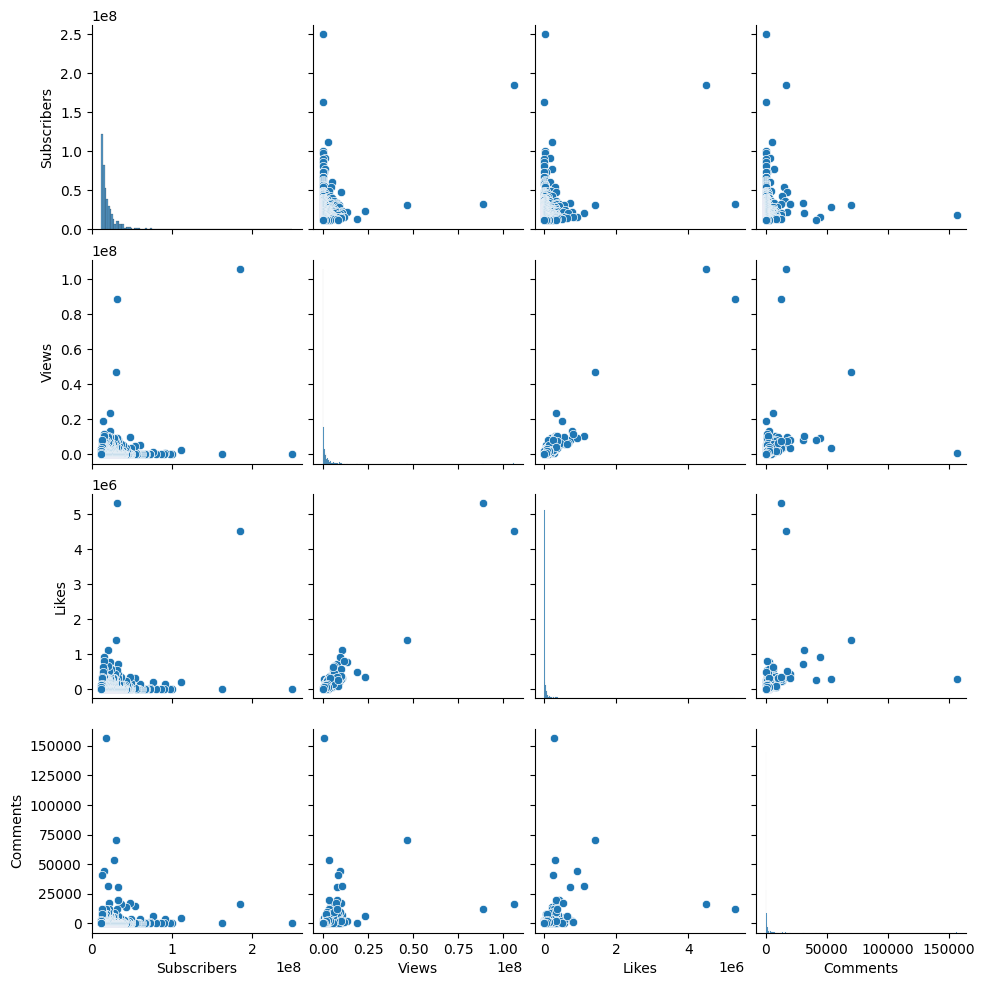 1e8
2.5
2.0
1.5
1.0
0.5
0.0
Subscribers
1e8
1.0
0.8
0.6
0.4
0.2
0.0
Views
1e6
5
4
3
2
1
0
Likes
150000
125000
100000
75000
50000
25000
0
Comments
0 1 2 0.00 0.25 0.50 0.75 1.00 0 2 4 0 50000 100000 150000
Subscribers 1e8 Views 1e8 Likes 1e6 Comments